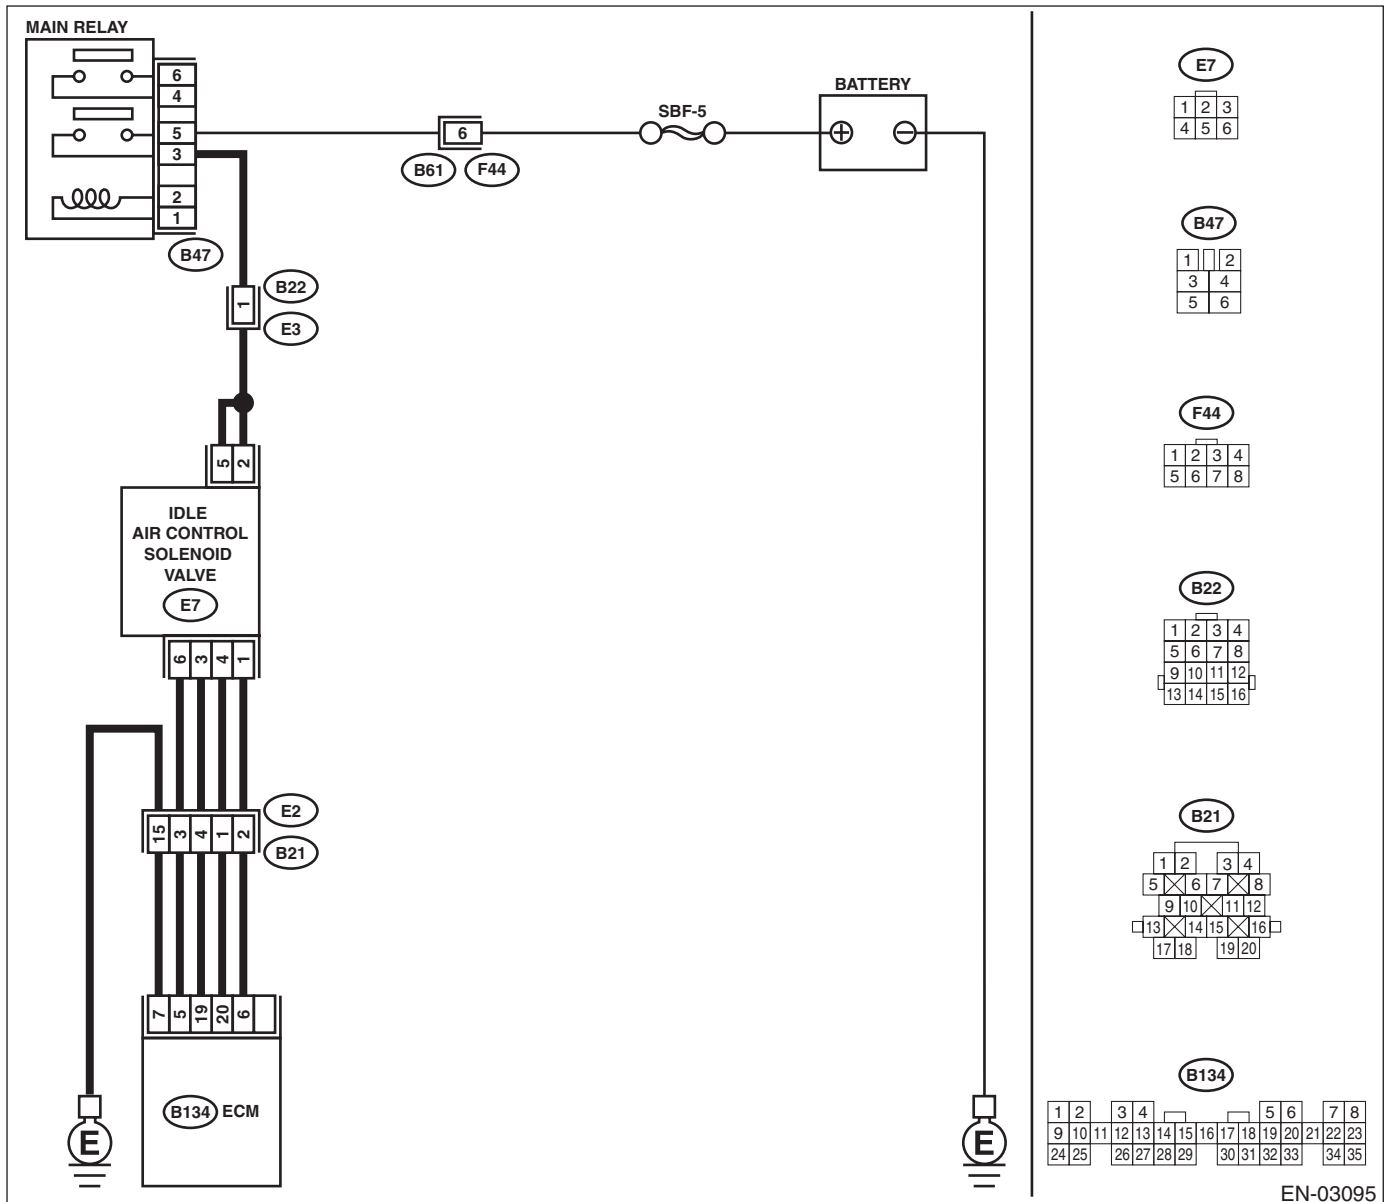 MAIN RELAY
6
4
5
3
2
1
B47
6
B61 F44
SBF-5
BATTERY
B22
1
E3
5 2
IDLE
AIR CONTROL
SOLENOID
VALVE
E7
6 3 4 1
E2
15 3 4 1 2
B21
7 5 19 20 6
B134 ECM
E
E
E7
1 2 3
4 5 6
B47
1 2
3 4
5 6
F44
1 2 3 4
5 6 7 8
B22
1 2 3 4
5 6 7 8
9 10 11 12
13 14 15 16
B21
1 2 3 4
5 6 7 8
9 10 11 12
13 14 15 16
17 18 19 20
B134
1 2 3 4 5 6 7 8
9 10 11 12 13 14 15 16 17 18 19 20 21 22 23
24 25 26 27 28 29 30 31 32 33 34 35
EN-03095